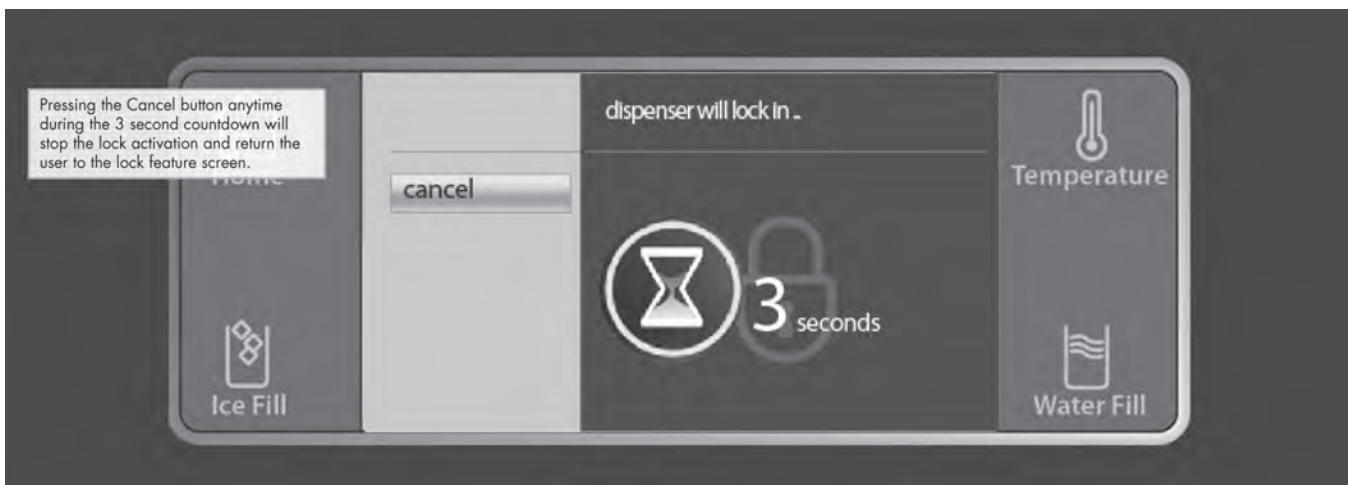 Pressing the Cancel button anytime
during the 3 second countdown will
stop the lock activation and return the
user to the lock feature screen.
Home
cancel
dispenser will lock in ..
3 seconds
Temperature
Ice Fill
Water Fill